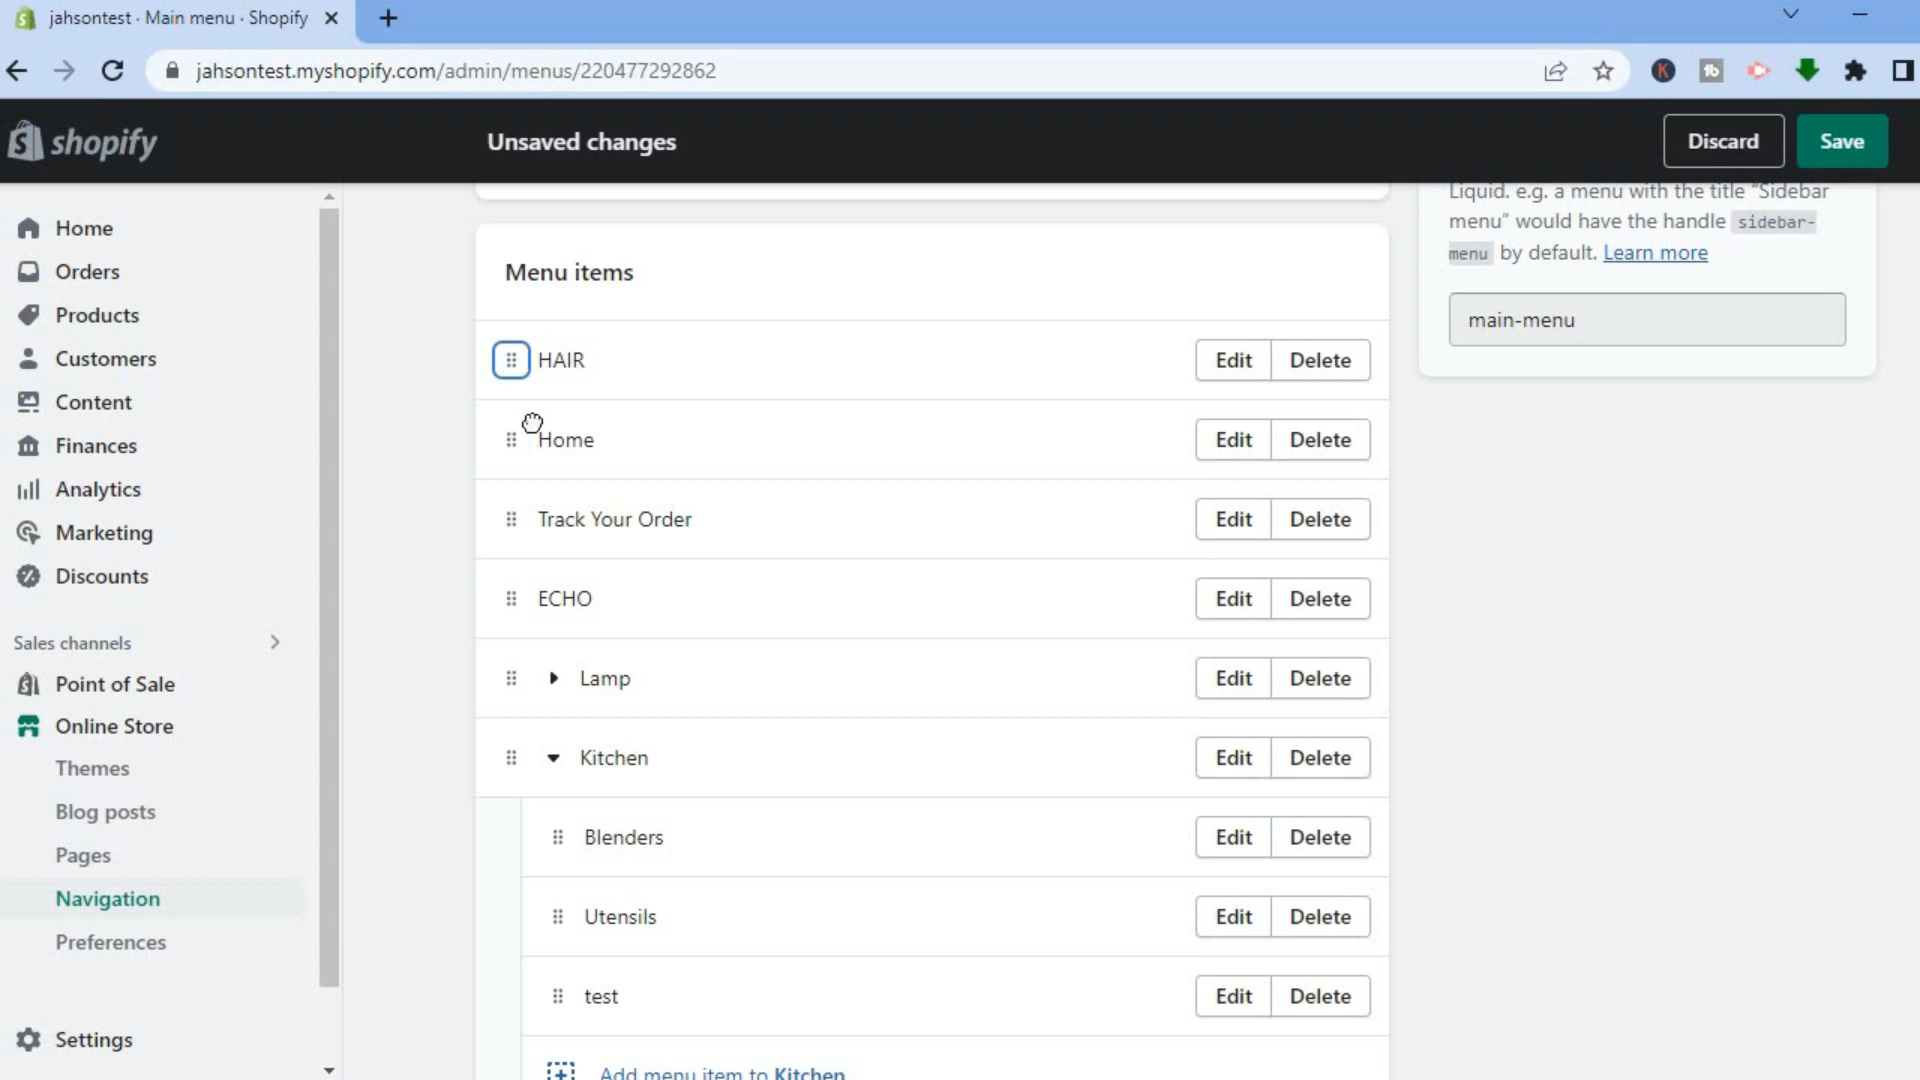 jahsontest · Main menu · Shopify
jahsontest.myshopify.com/admin/menus/220477292862
K
tb
shopify
Unsaved changes
Discard
Save
Home
Orders
Products
Customers
Content
Finances
Analytics
Marketing
Discounts
Sales channels
Point of Sale
Online Store
Themes
Blog posts
Pages
Navigation
Preferences
Settings
Menu items
HAIR Edit Delete
Home Edit Delete
Track Your Order Edit Delete
ECHO Edit Delete
Lamp Edit Delete
Kitchen Edit Delete
Blenders Edit Delete
Utensils Edit Delete
test Edit Delete
Add menu item to Kitchen
Liquid. e.g. a menu with the title "Sidebar
menu" would have the handle sidebar-
menu by default. Learn more
main-menu